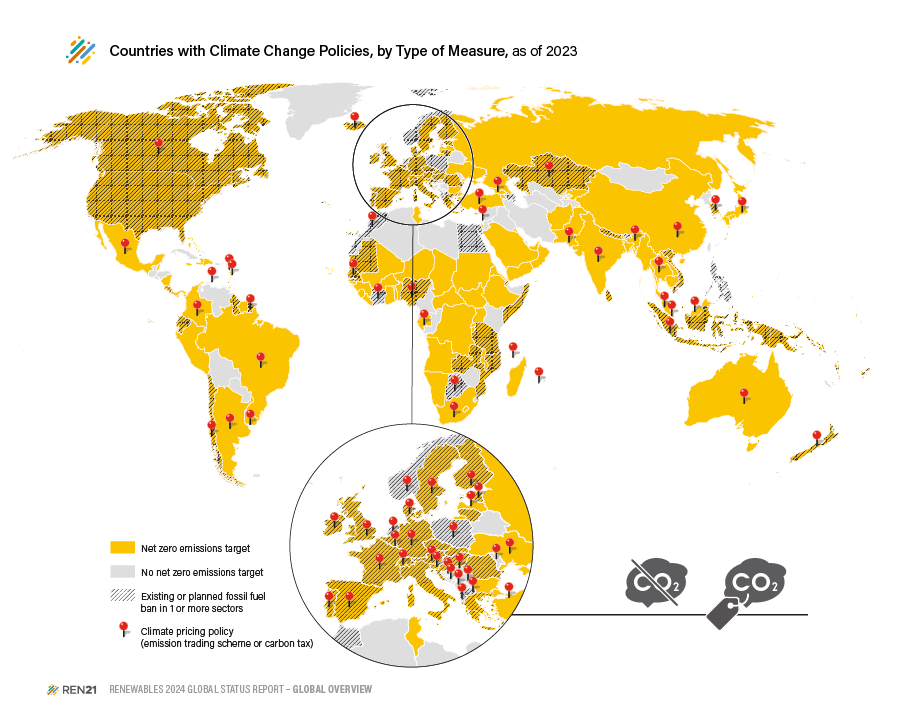 Countries with Climate Change Policies, by Type of Measure, as of 2023
Net zero emissions target
No net zero emissions target
Existing or planned fossil fuel
ban in 1 or more sectors
Climate pricing policy
(emission trading scheme or carbon tax)
CO2
CO2
REN21 RENEWABLES 2024 GLOBAL STATUS REPORT – GLOBAL OVERVIEW